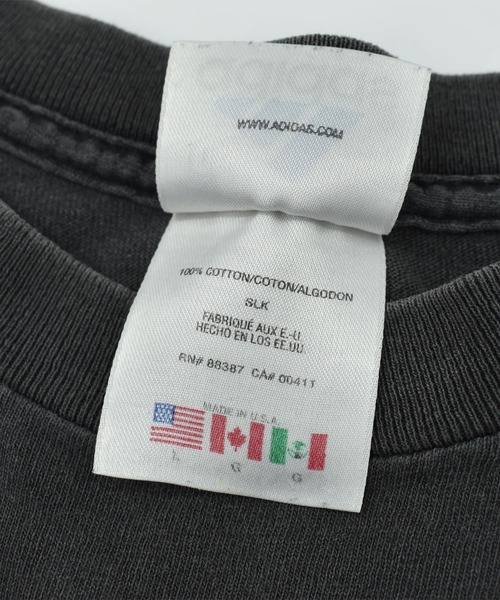 WWW.ADIDAS.COM
100% COTTON/COTON/ALGODON
SLK
FABRIQUÉ AUX E.-U.
HECHO EN LOS EE.UU.
RN# 88387 CA# 00411
MADE IN U.S.A.
L G G